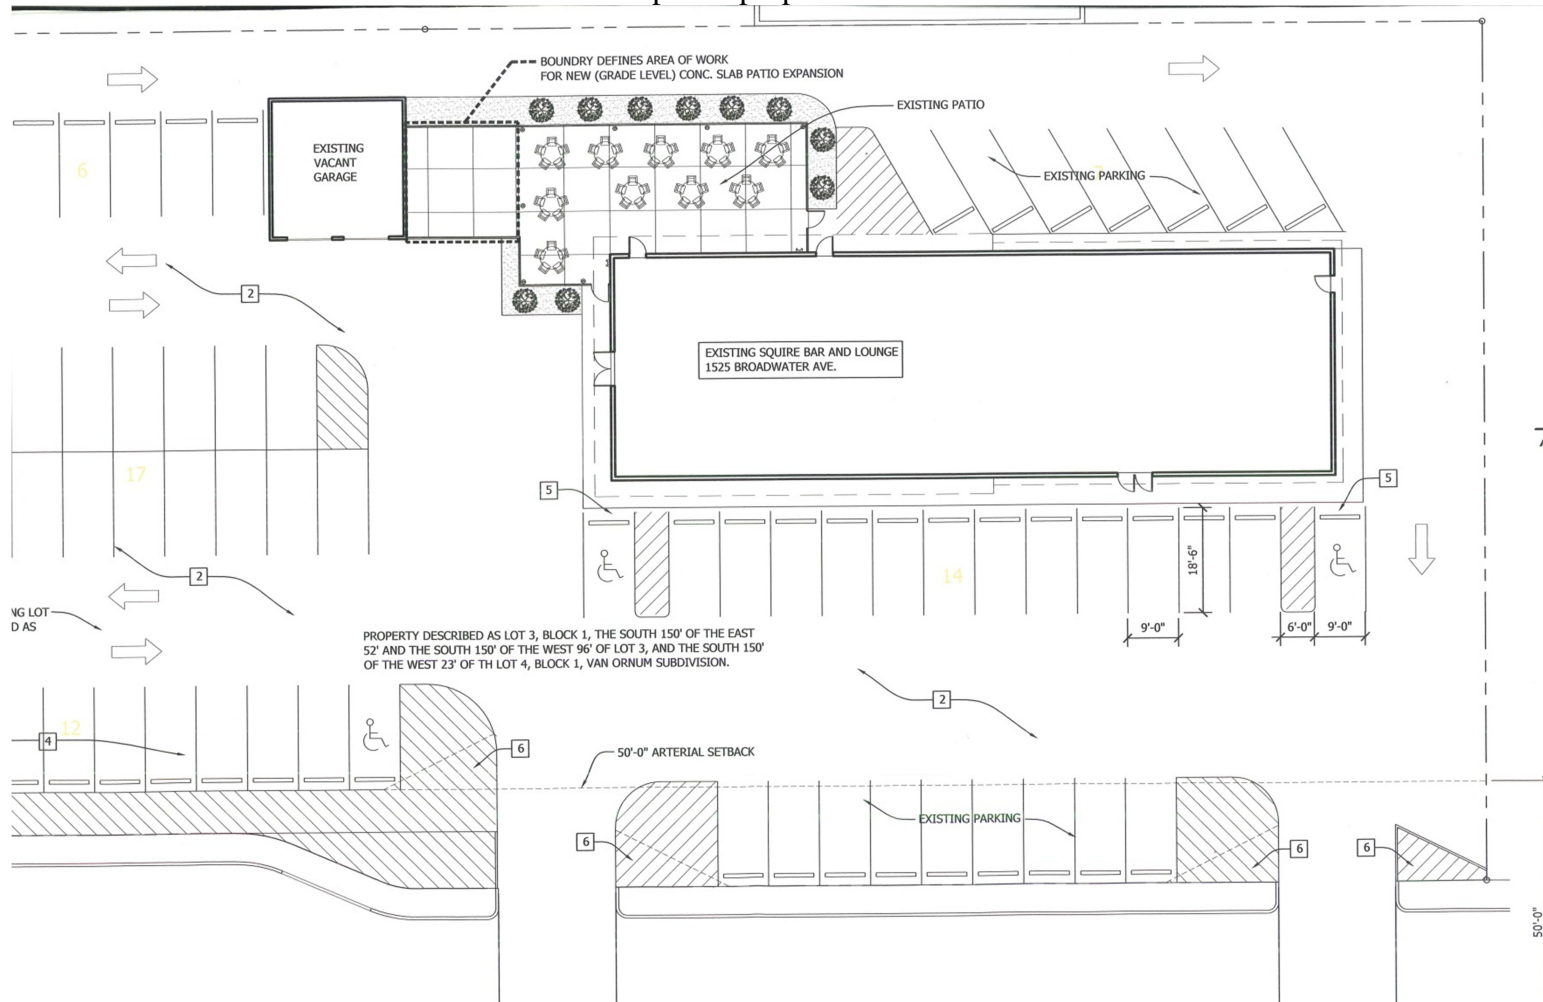 BOUNDRY DEFINES AREA OF WORK
FOR NEW (GRADE LEVEL) CONC. SLAB PATIO EXPANSION
EXISTING PATIO
EXISTING
VACANT
GARAGE
6
7
EXISTING PARKING
2
EXISTING SQUIRE BAR AND LOUNGE
1525 BROADWATER AVE.
17
5
5
14
18'-6"
2
NG LOT
D AS
9'-0"
6'-0"
9'-0"
PROPERTY DESCRIBED AS LOT 3, BLOCK 1, THE SOUTH 150' OF THE EAST
52' AND THE SOUTH 150' OF THE WEST 96' OF LOT 3, AND THE SOUTH 150'
OF THE WEST 23' OF TH LOT 4, BLOCK 1, VAN ORNUM SUBDIVISION.
2
12
4
6
50'-0" ARTERIAL SETBACK
EXISTING PARKING
6
6
6
50'-0"